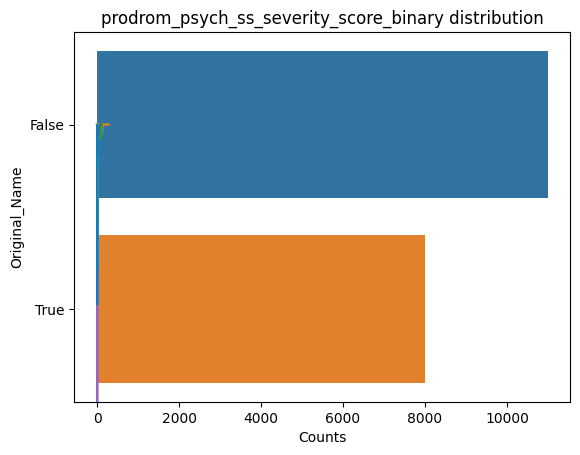 prodrom_psych_ss_severity_score_binary distribution
Original_Name
False
True
0 2000 4000 6000 8000 10000
Counts